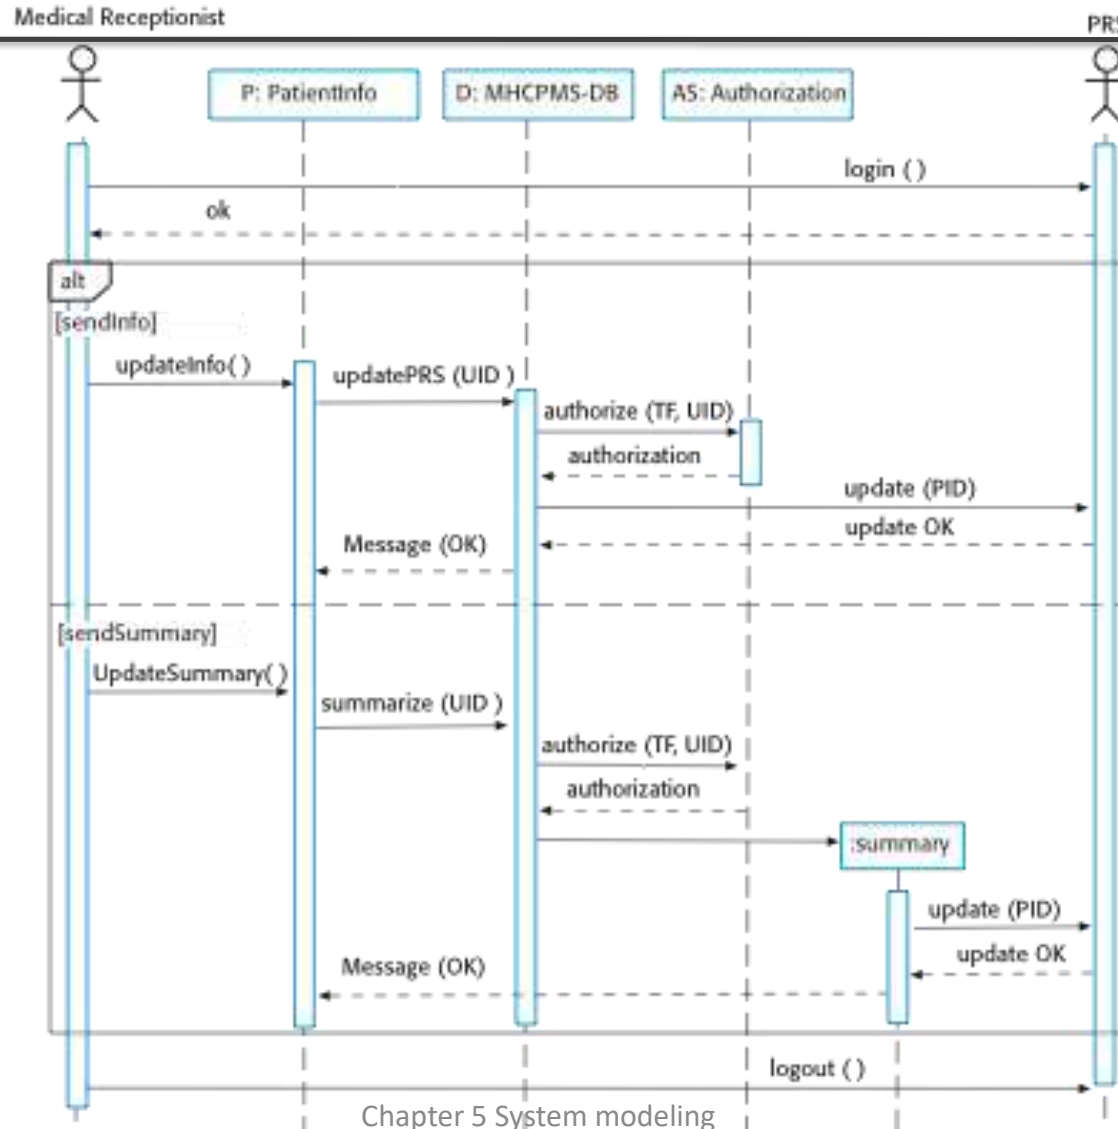 Medical Receptionist
PRS
P: PatientInfo
D: MHCPMS-DB
AS: Authorization
login ( )
ok
alt
[sendInfo]
updateInfo( )
updatePRS (UID )
authorize (TF, UID)
authorization
update (PID)
update OK
Message (OK)
[sendSummary]
UpdateSummary( )
summarize (UID )
authorize (TF, UID)
authorization
:summary
update (PID)
update OK
Message (OK)
logout ( )
Chapter 5 System modeling